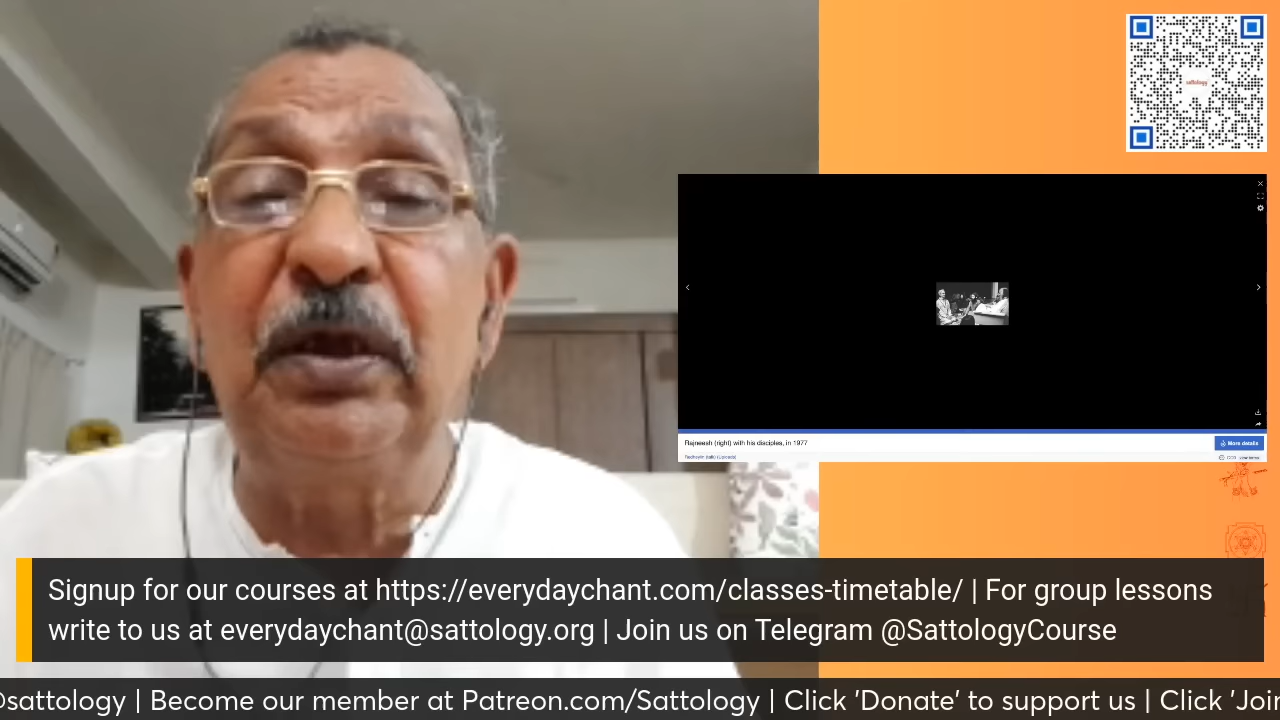 sattology
Rajneesh (right) with his disciples, in 1977
More details
Signup for our courses at https://everydaychant.com/classes-timetable/ | For group lessons
write to us at everydaychant@sattology.org | Join us on Telegram @SattologyCourse
@sattology | Become our member at Patreon.com/Sattology | Click 'Donate' to support us | Click 'Join